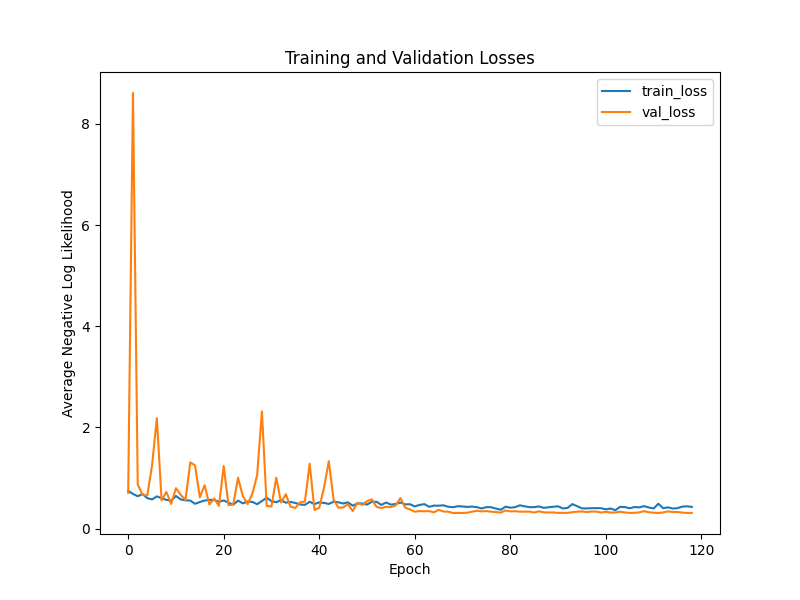 Training and Validation Losses
train_loss
val_loss
Average Negative Log Likelihood
8
6
4
2
0
0 20 40 60 80 100 120
Epoch